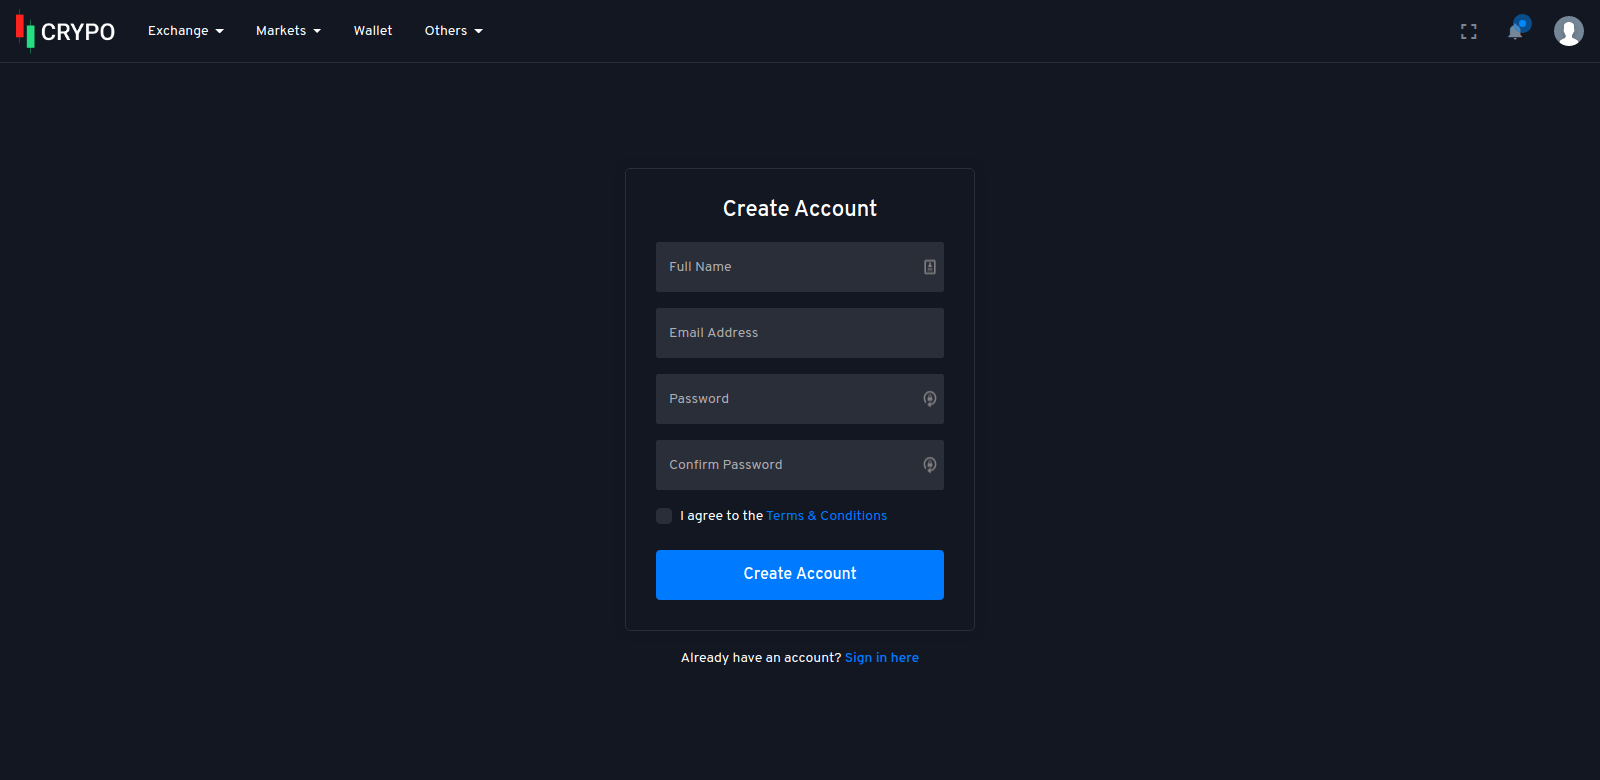 CRYPO
Exchange Markets Wallet Others
Create Account
Full Name
Email Address
Password
Confirm Password
I agree to the Terms & Conditions
Create Account
Already have an account? Sign in here